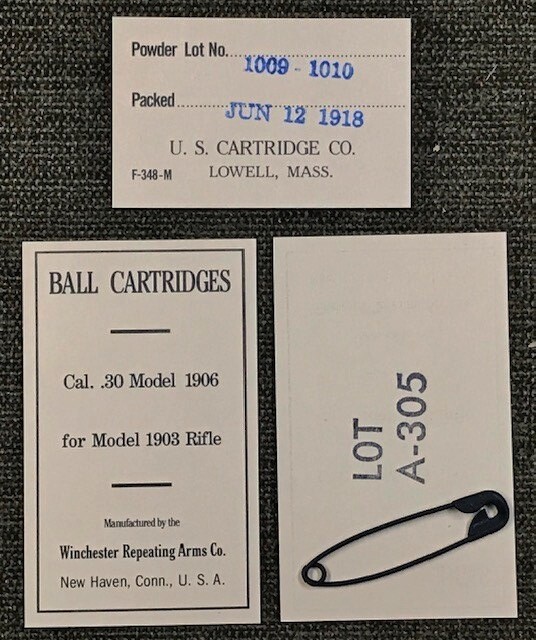 Powder Lot No. 1009 - 1010
Packed JUN 12 1918
U. S. CARTRIDGE CO.
F-348-M LOWELL, MASS.
BALL CARTRIDGES
Cal. .30 Model 1906
for Model 1903 Rifle
Manufactured by the
Winchester Repeating Arms Co.
New Haven, Conn., U. S. A.
LOT
A-305